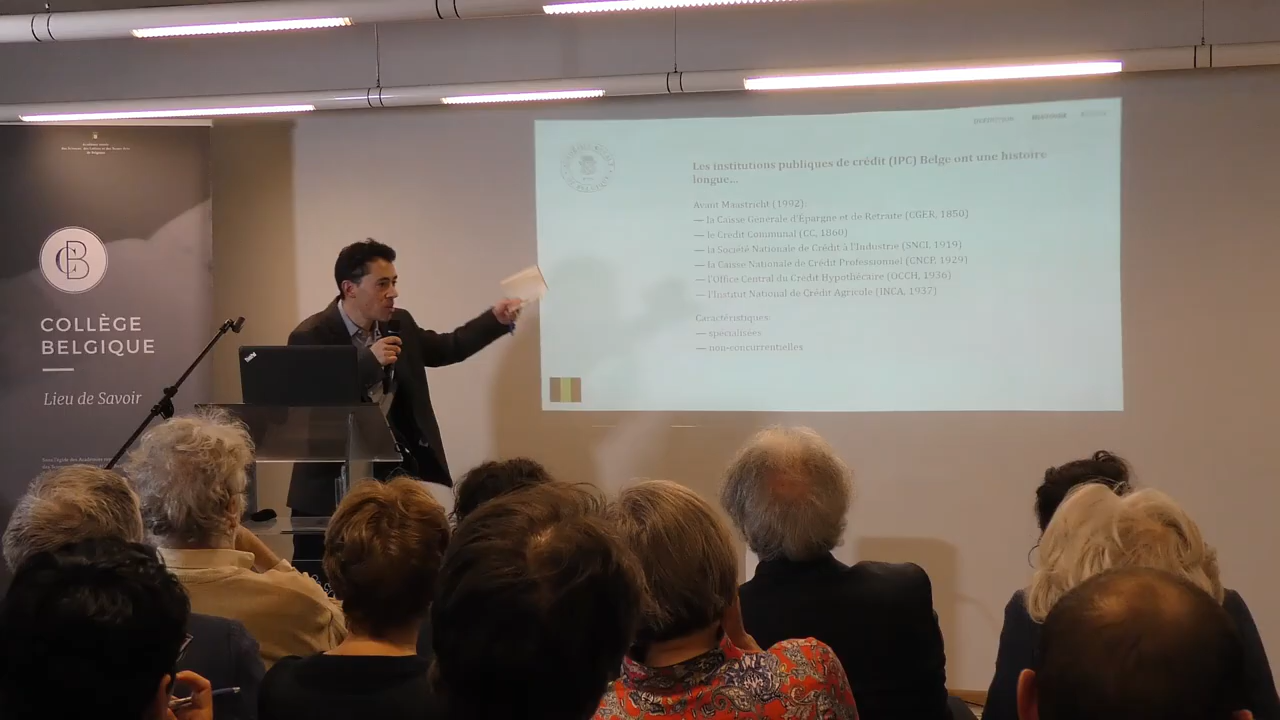 COLLÈGE
BELGIQUE
Lieu de Savoir
Les institutions publiques de crédit (IPC) Belge ont une histoire
longue...
Avant Maastricht (1992):
— la Caisse Générale d'Épargne et de Retraite (CGER, 1850)
— le Crédit Communal (CC, 1860)
— la Société Nationale de Crédit à l'Industrie (SNCI, 1919)
— la Caisse Nationale de Crédit Professionnel (CNCP, 1929)
— l'Office Central du Crédit Hypothécaire (OCCH, 1936)
— l'Institut National de Crédit Agricole (INCA, 1937)
Caractéristiques:
— spécialisées
— non-concurrentielles